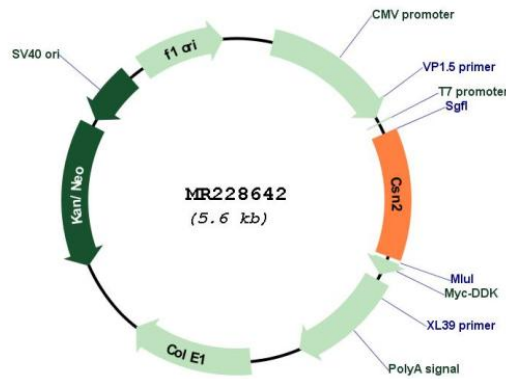 CMV promoter
VP1.5 primer
T7 promoter
SgfI
Csn2
MluI
Myc-DDK
XL39 primer
PolyA signal
Col E1
Kan/Neo
SV40 ori
f1 ori
MR228642
(5.6 kb)